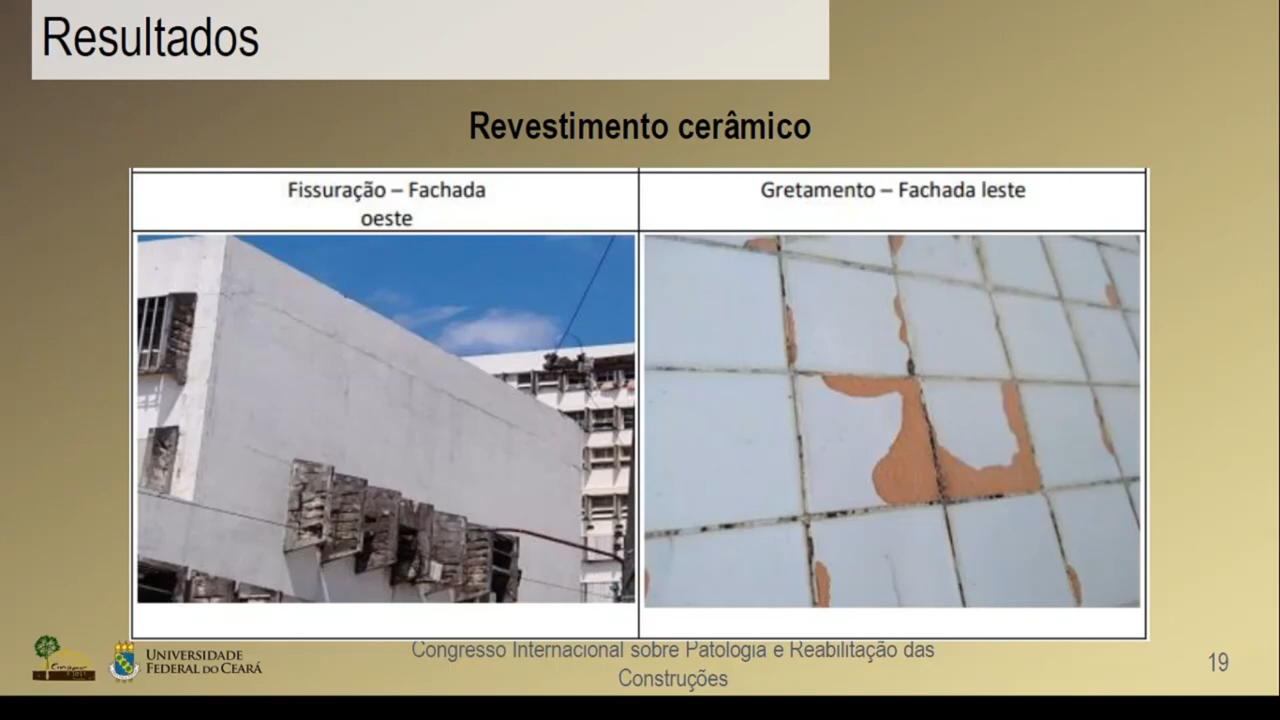 Resultados
Revestimento cerâmico
Fissuração – Fachada
oeste
Gretamento – Fachada leste
UNIVERSIDADE
FEDERAL DO CEARÁ
Congresso Internacional sobre Patologia e Reabilitação das
Construções
19